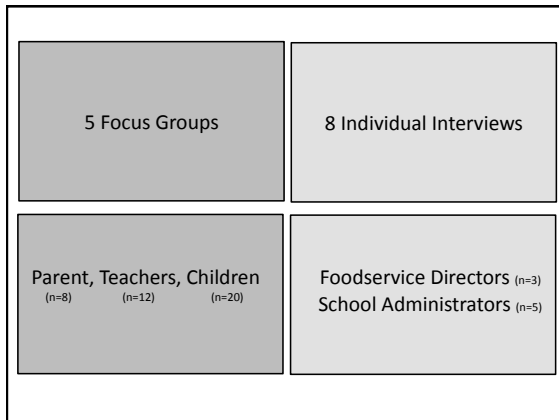 5 Focus Groups
8 Individual Interviews
Parent, Teachers, Children
(n=8) (n=12) (n=20)
Foodservice Directors (n=3)
School Administrators (n=5)